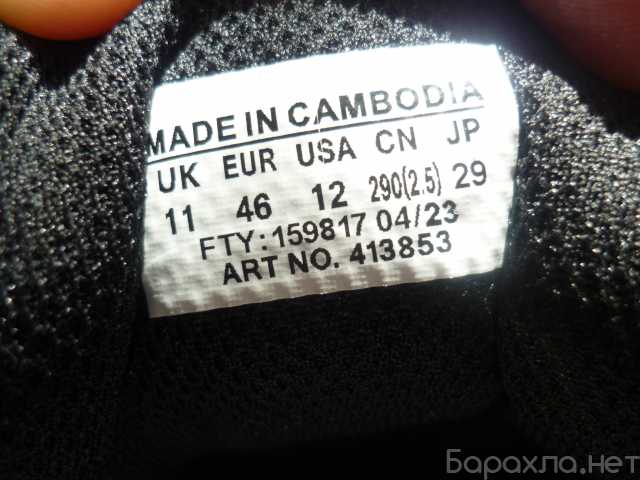 MADE IN CAMBODIA
UK EUR USA CN JP
11 46 12 290(2.5) 29
FTY: 159817 04/23
ART NO. 413853
Барахла.нет